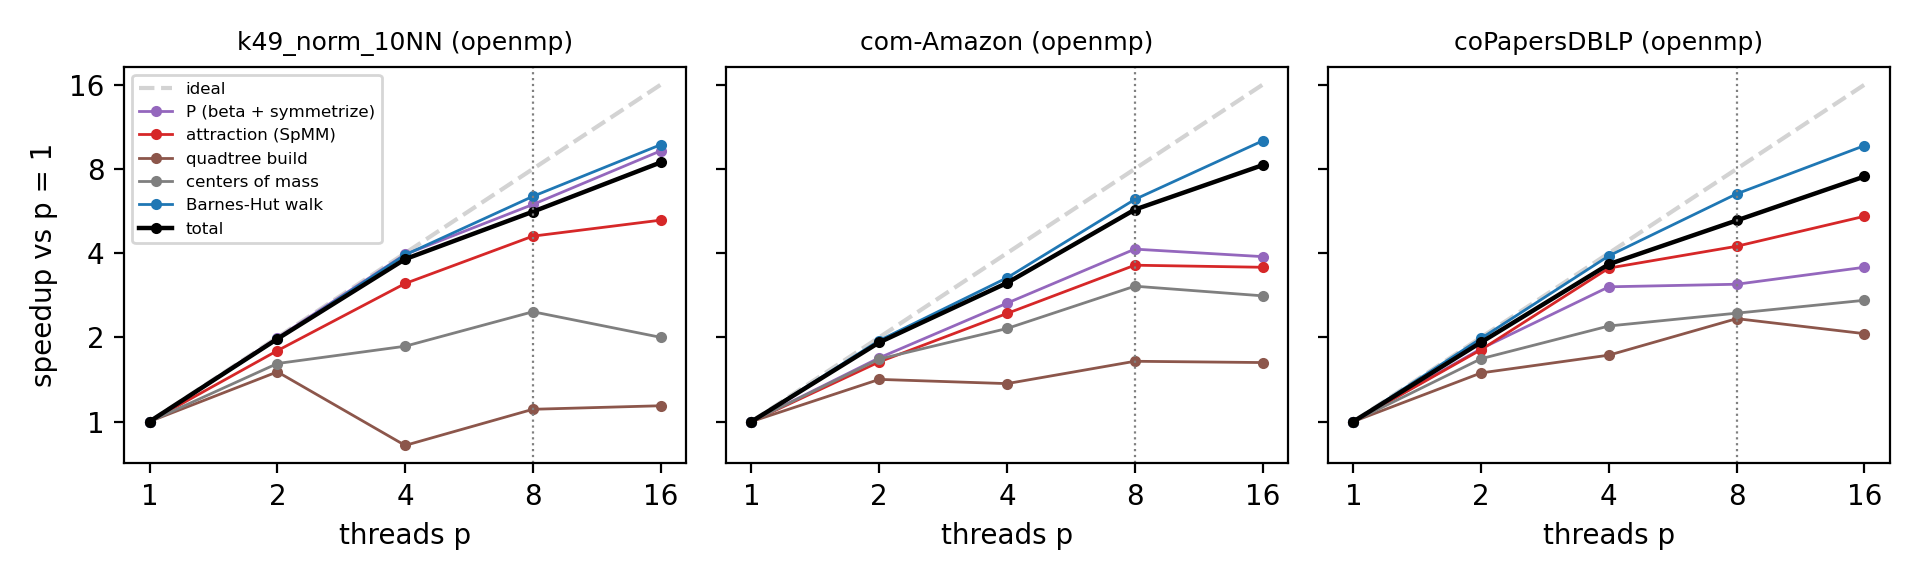 k49_norm_10NN (openmp)
com-Amazon (openmp)
coPapersDBLP (openmp)
speedup vs p = 1
16
8
4
2
1
ideal
P (beta + symmetrize)
attraction (SpMM)
quadtree build
centers of mass
Barnes-Hut walk
total
1 2 4 8 16
1 2 4 8 16
1 2 4 8 16
threads p
threads p
threads p